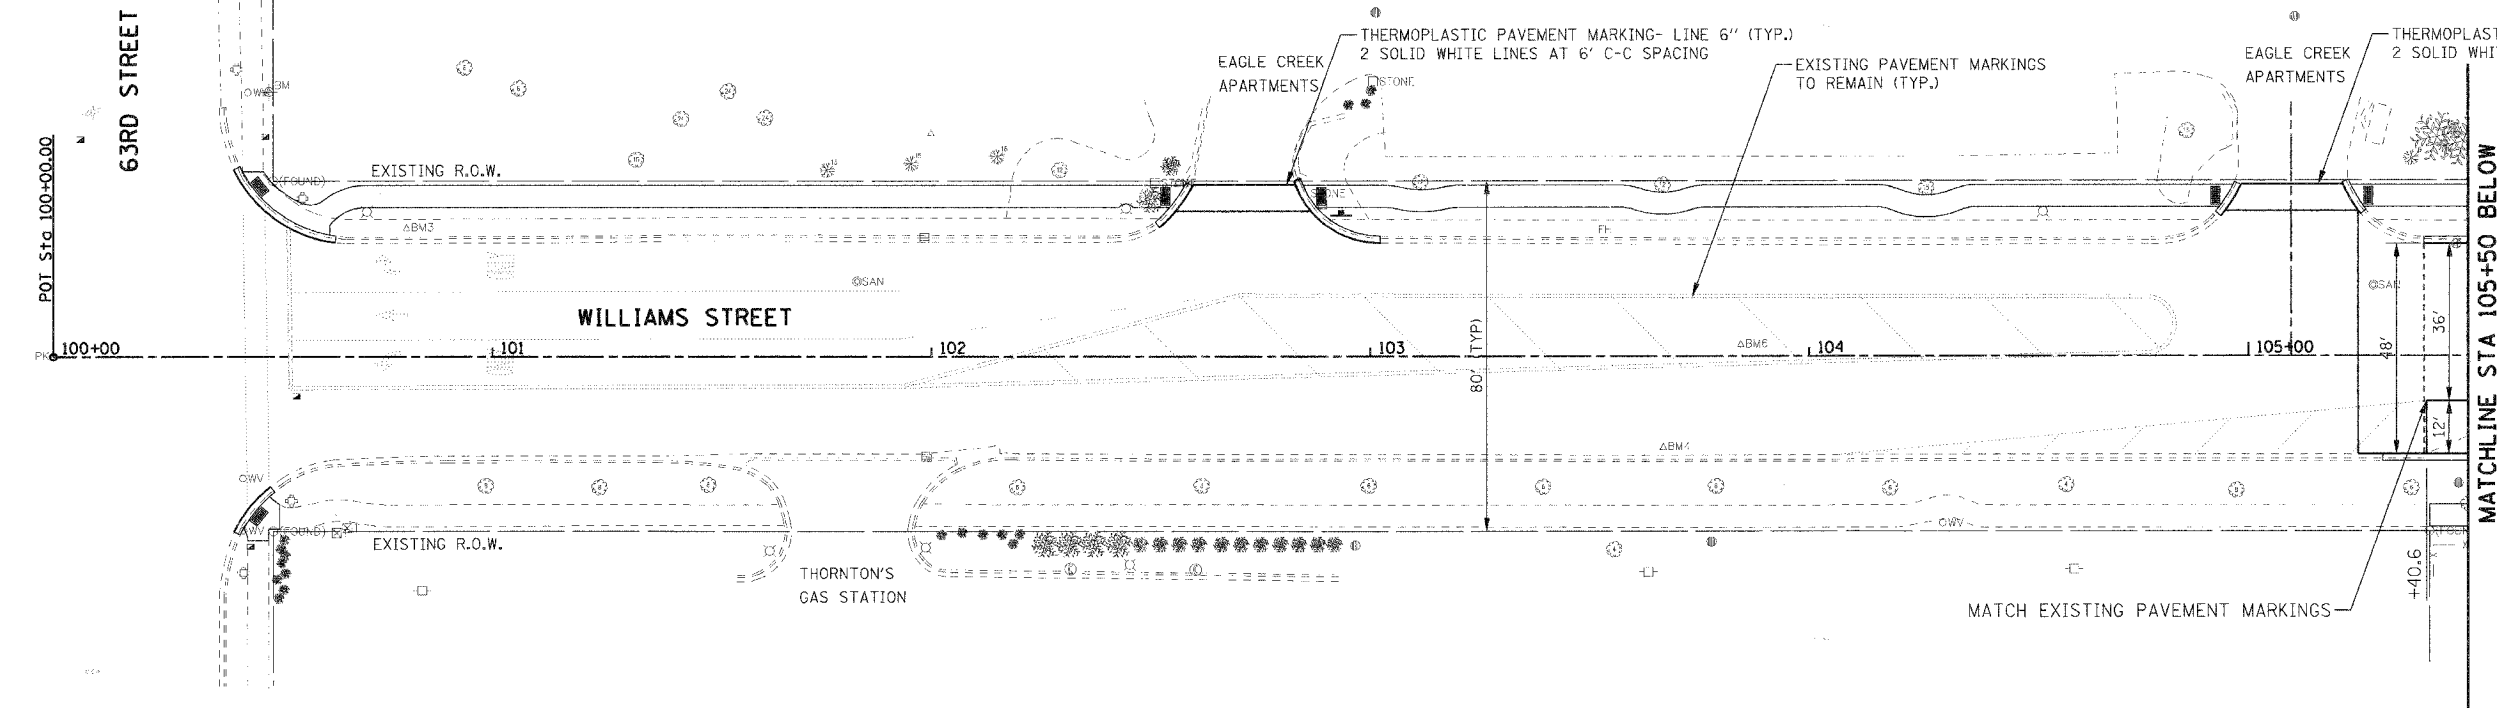 63RD STREET
POT Sta 100+00.00
EXISTING R.O.W.
(FOUND)
BM
△BM3
THERMOPLASTIC PAVEMENT MARKING- LINE 6" (TYP.)
2 SOLID WHITE LINES AT 6' C-C SPACING
EAGLE CREEK
APARTMENTS
STONE
EXISTING PAVEMENT MARKINGS
TO REMAIN (TYP.)
EAGLE CREEK
APARTMENTS
THERMOPLAST
2 SOLID WHI
FH
SAN
WILLIAMS STREET
PK
100+00
101
102
103
104
105+00
△BM6
80' (TYP)
△BM4
48'
36'
12'
MATCHLINE STA 105+50 BELOW
WV
WV
(FOUND)
EXISTING R.O.W.
THORNTON'S
GAS STATION
WV
+40.6
MATCH EXISTING PAVEMENT MARKINGS